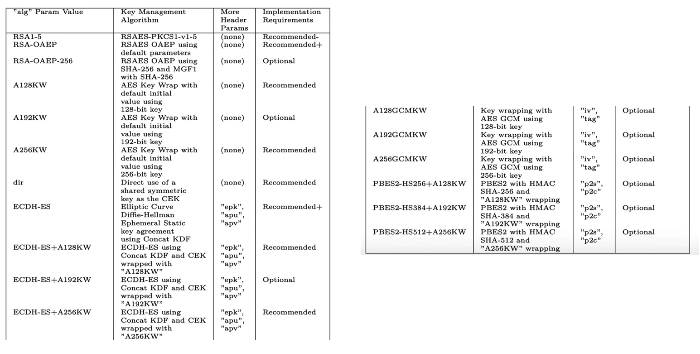 "alg" Param Value Key Management More Implementation
Algorithm Header Requirements
Params
RSA1-5 RSAES-PKCS1-v1-5 (none) Recommended-
RSA-OAEP RSAES OAEP using (none) Recommended+
default parameters
RSA-OAEP-256 RSAES OAEP using (none) Optional
SHA-256 and MGF1
with SHA-256
A128KW AES Key Wrap with (none) Recommended
default initial
value using
128-bit key
A192KW AES Key Wrap with (none) Optional
default initial
value using
192-bit key
A256KW AES Key Wrap with (none) Recommended
default initial
value using
256-bit key
dir Direct use of a (none) Recommended
shared symmetric
key as the CEK
ECDH-ES Elliptic Curve "epk", Recommended+
Diffie-Hellman "apu",
Ephemeral Static "apv"
key agreement
using Concat KDF
ECDH-ES+A128KW ECDH-ES using "epk", Recommended
Concat KDF and CEK "apu",
wrapped with "apv"
"A128KW"
ECDH-ES+A192KW ECDH-ES using "epk", Optional
Concat KDF and CEK "apu",
wrapped with "apv"
"A192KW"
ECDH-ES+A256KW ECDH-ES using "epk", Recommended
Concat KDF and CEK "apu",
wrapped with "apv"
"A256KW"
A128GCMKW Key wrapping with "iv", Optional
AES GCM using "tag"
128-bit key
A192GCMKW Key wrapping with "iv", Optional
AES GCM using "tag"
192-bit key
A256GCMKW Key wrapping with "iv", Optional
AES GCM using "tag"
256-bit key
PBES2-HS256+A128KW PBES2 with HMAC "p2s", Optional
SHA-256 and "p2c"
"A128KW" wrapping
PBES2-HS384+A192KW PBES2 with HMAC "p2s", Optional
SHA-384 and "p2c"
"A192KW" wrapping
PBES2-HS512+A256KW PBES2 with HMAC "p2s", Optional
SHA-512 and "p2c"
"A256KW" wrapping